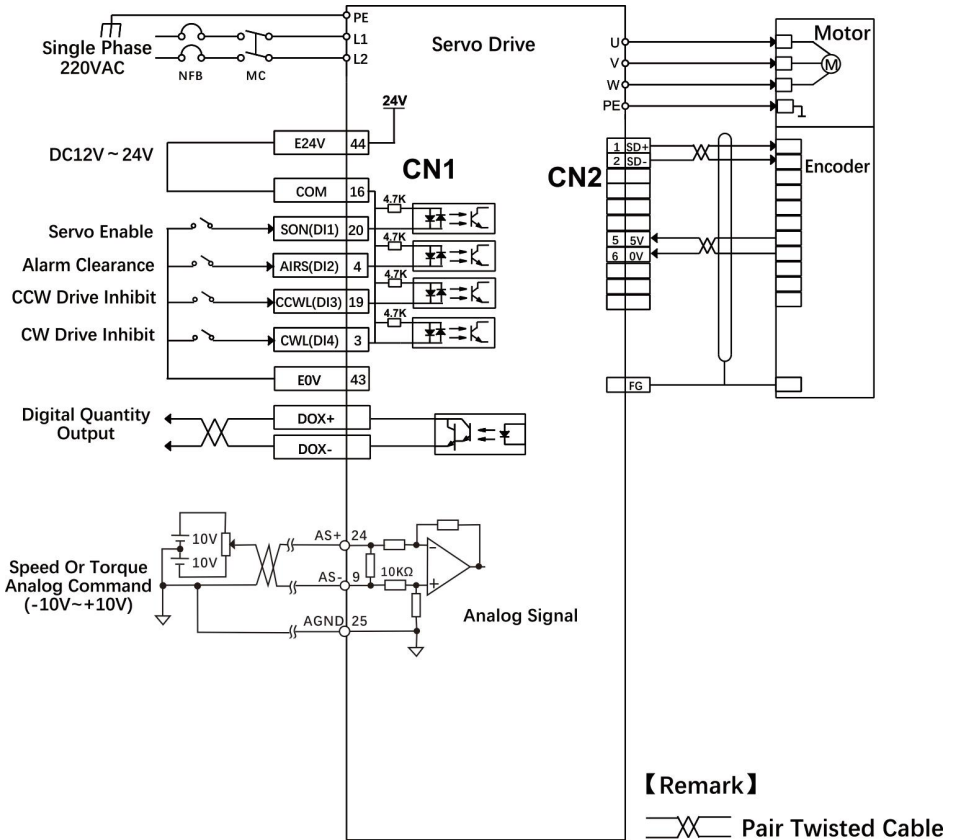 PE
Single Phase
220VAC
L1
L2
NFB
MC
Servo Drive
U
V
W
PE
Motor
M
24V
E24V 44
DC12V ~ 24V
CN1
COM 16
4.7K
Servo Enable
SON(DI1) 20
4.7K
Alarm Clearance
AIRS(DI2) 4
4.7K
CCW Drive Inhibit
CCWL(DI3) 19
4.7K
CW Drive Inhibit
CWL(DI4) 3
E0V 43
CN2
1 SD+
2 SD-
5 5V
6 0V
FG
Encoder
Digital Quantity
Output
DOX+
DOX-
Speed Or Torque
Analog Command
(-10V~+10V)
10V
10V
AS+ 24
AS- 9
AGND 25
10KΩ
-
+
Analog Signal
【Remark】
Pair Twisted Cable